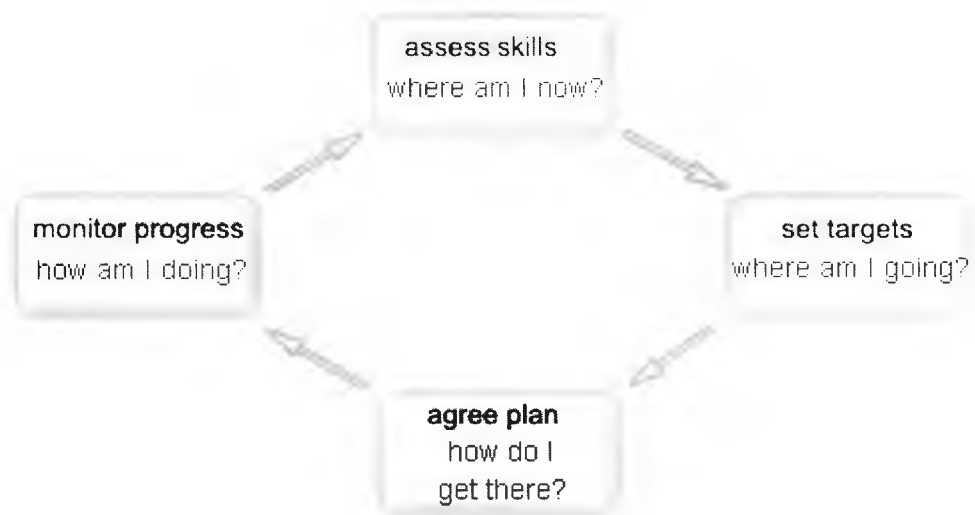 assess skills
where am I now?
set targets
where am I going?
agree plan
how do I
get there?
monitor progress
how am I doing?